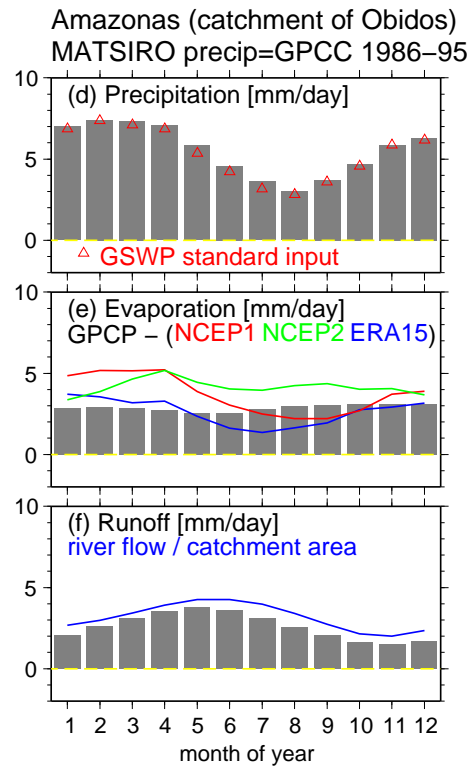 Amazonas (catchment of Obidos)
MATSIRO precip=GPCC 1986−95
10
(d) Precipitation [mm/day]
5
0
△ GSWP standard input
10
(e) Evaporation [mm/day]
GPCP − (NCEP1 NCEP2 ERA15)
5
0
10
(f) Runoff [mm/day]
river flow / catchment area
5
0
1 2 3 4 5 6 7 8 9 10 11 12
month of year